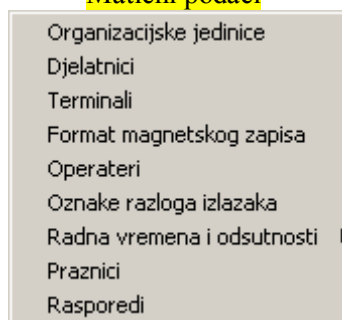 Matični podaci
Organizacijske jedinice
Djelatnici
Terminali
Format magnetskog zapisa
Operateri
Oznake razloga izlazaka
Radna vremena i odsutnosti
Praznici
Rasporedi